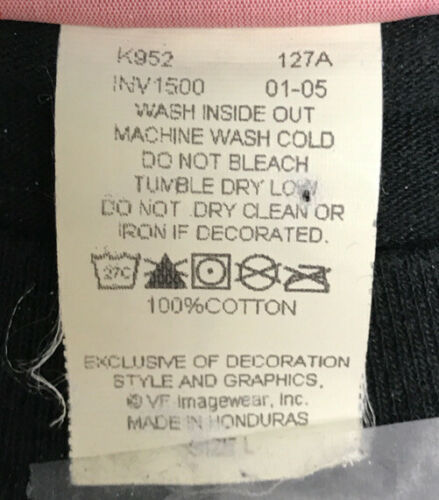 K952 127A
INV1500 01-05
WASH INSIDE OUT
MACHINE WASH COLD
DO NOT BLEACH
TUMBLE DRY LOW
DO NOT DRY CLEAN OR
IRON IF DECORATED.
27C
100%COTTON
EXCLUSIVE OF DECORATION
STYLE AND GRAPHICS.
© VF Imagewear, Inc.
MADE IN HONDURAS
SIZE L